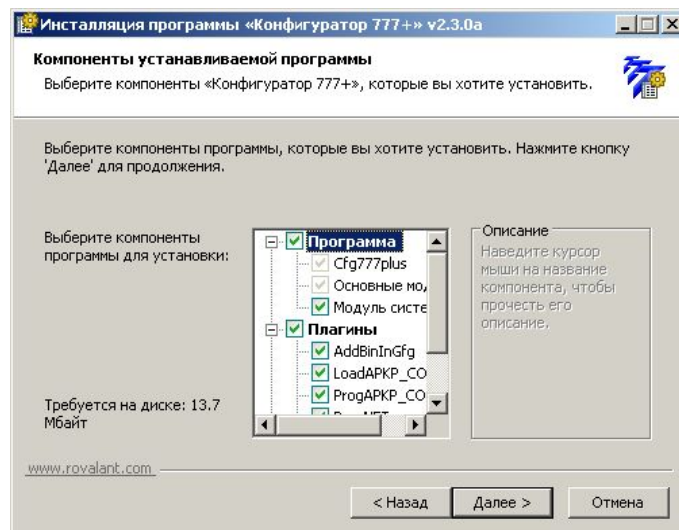 Инсталляция программы «Конфигуратор 777+» v2.3.0a
Компоненты устанавливаемой программы
Выберите компоненты «Конфигуратор 777+», которые вы хотите установить.
Выберите компоненты программы, которые вы хотите установить. Нажмите кнопку
'Далее' для продолжения.
Выберите компоненты
программы для установки:
Программа
Cfg777plus
Основные мо
Модуль систе
Плагины
AddBinInGfg
LoadAPKP_CO
ProgAPKP_CO
Описание
Наведите курсор
мыши на название
компонента, чтобы
прочесть его
описание.
Требуется на диске: 13.7
Мбайт
www.rovalant.com
< Назад
Далее >
Отмена